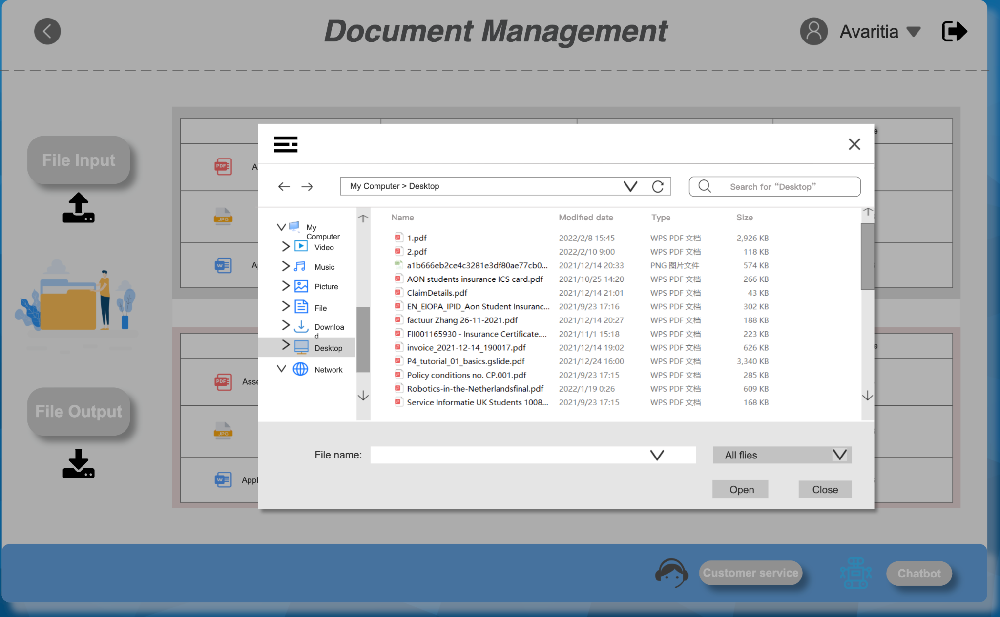 Document Management
Avaritia
File Input
e
PDF
A
My Computer > Desktop
Search for “Desktop”
Name Modified date Type Size
My
Computer
Video
Music
Picture
File
Downloa
d
Desktop
Network
1.pdf 2022/2/8 15:45 WPS PDF 文档 2,926 KB
2.pdf 2022/2/10 9:00 WPS PDF 文档 118 KB
a1b666eb2ce4c3281e3df80ae77cb0... 2021/12/14 20:33 PNG 图片文件 574 KB
AON students insurance ICS card.pdf 2021/10/25 14:20 WPS PDF 文档 266 KB
ClaimDetails.pdf 2021/12/14 21:01 WPS PDF 文档 43 KB
EN_EIOPA_IPID_Aon Student Insuranc... 2021/9/23 17:16 WPS PDF 文档 302 KB
factuur Zhang 26-11-2021.pdf 2021/12/14 20:27 WPS PDF 文档 188 KB
FII001165930 - Insurance Certificate.... 2021/11/1 15:18 WPS PDF 文档 223 KB
invoice_2021-12-14_190017.pdf 2021/12/14 19:02 WPS PDF 文档 626 KB
P4_tutorial_01_basics.gslide.pdf 2021/12/24 16:00 WPS PDF 文档 3,340 KB
Policy conditions no. CP.001.pdf 2021/9/23 17:15 WPS PDF 文档 285 KB
Robotics-in-the-Netherlandsfinal.pdf 2022/1/19 0:26 WPS PDF 文档 609 KB
Service Informatie UK Students 1008... 2021/9/23 17:15 WPS PDF 文档 168 KB
JPG
W
A
e
PDF
Asse
File Output
JPG
W
Appl
File name:
All flies
Open
Close
Customer service
Chatbot